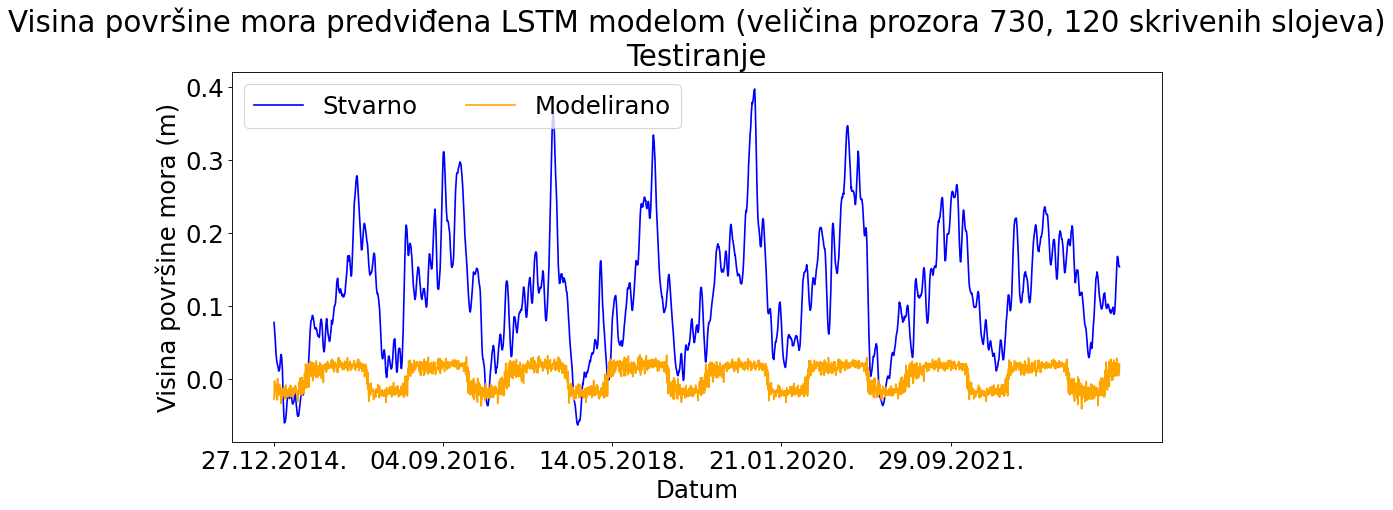 Visina površine mora predviđena LSTM modelom (veličina prozora 730, 120 skrivenih slojeva)
Testiranje
Stvarno
Modelirano
Visina površine mora (m)
0.4
0.3
0.2
0.1
0.0
27.12.2014.
04.09.2016.
14.05.2018.
21.01.2020.
29.09.2021.
Datum